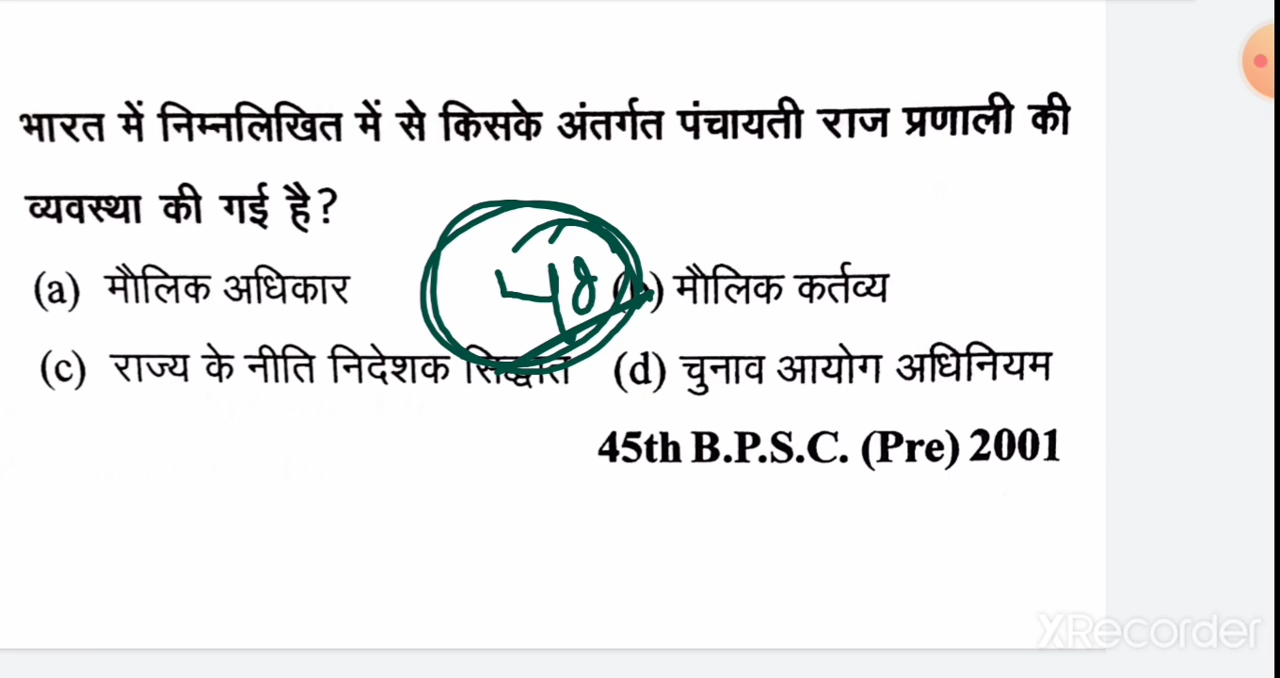 भारत में निम्नलिखित में से किसके अंतर्गत पंचायती राज प्रणाली की
व्यवस्था की गई है?
(a) मौलिक अधिकार (b) मौलिक कर्तव्य
(c) राज्य के नीति निदेशक सिद्धांत (d) चुनाव आयोग अधिनियम
45th B.P.S.C. (Pre) 2001
XRecorder